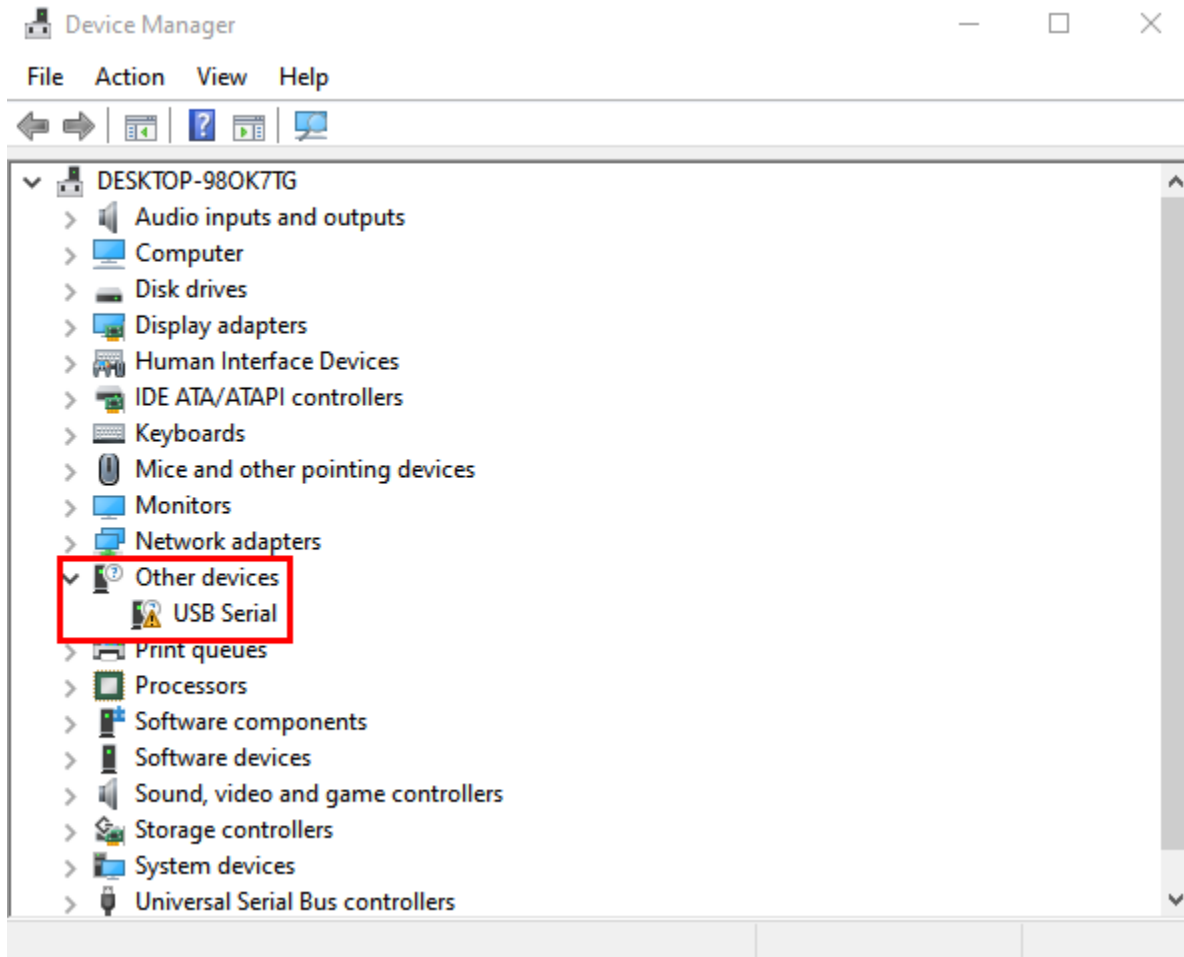 Device Manager
File Action View Help
DESKTOP-98OK7TG
Audio inputs and outputs
Computer
Disk drives
Display adapters
Human Interface Devices
IDE ATA/ATAPI controllers
Keyboards
Mice and other pointing devices
Monitors
Network adapters
Other devices
USB Serial
Print queues
Processors
Software components
Software devices
Sound, video and game controllers
Storage controllers
System devices
Universal Serial Bus controllers